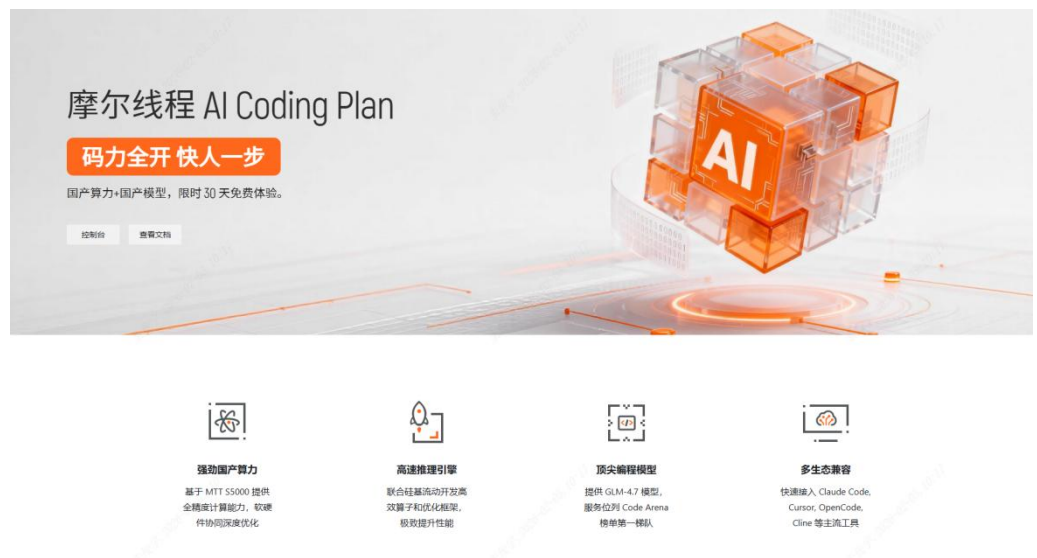 摩尔线程 AI Coding Plan
码力全开 快人一步
国产算力+国产模型，限时 30 天免费体验。
控制台
查看文档
AI
强劲国产算力
基于 MTT S5000 提供
全精度计算能力，软硬
件协同深度优化
高速推理引擎
联合硅基流动开发高
效算子和优化框架，
极致提升性能
顶尖编程模型
提供 GLM-4.7 模型，
服务位列 Code Arena
榜单第一梯队
多生态兼容
快速接入 Claude Code,
Cursor, OpenCode,
Cline 等主流工具